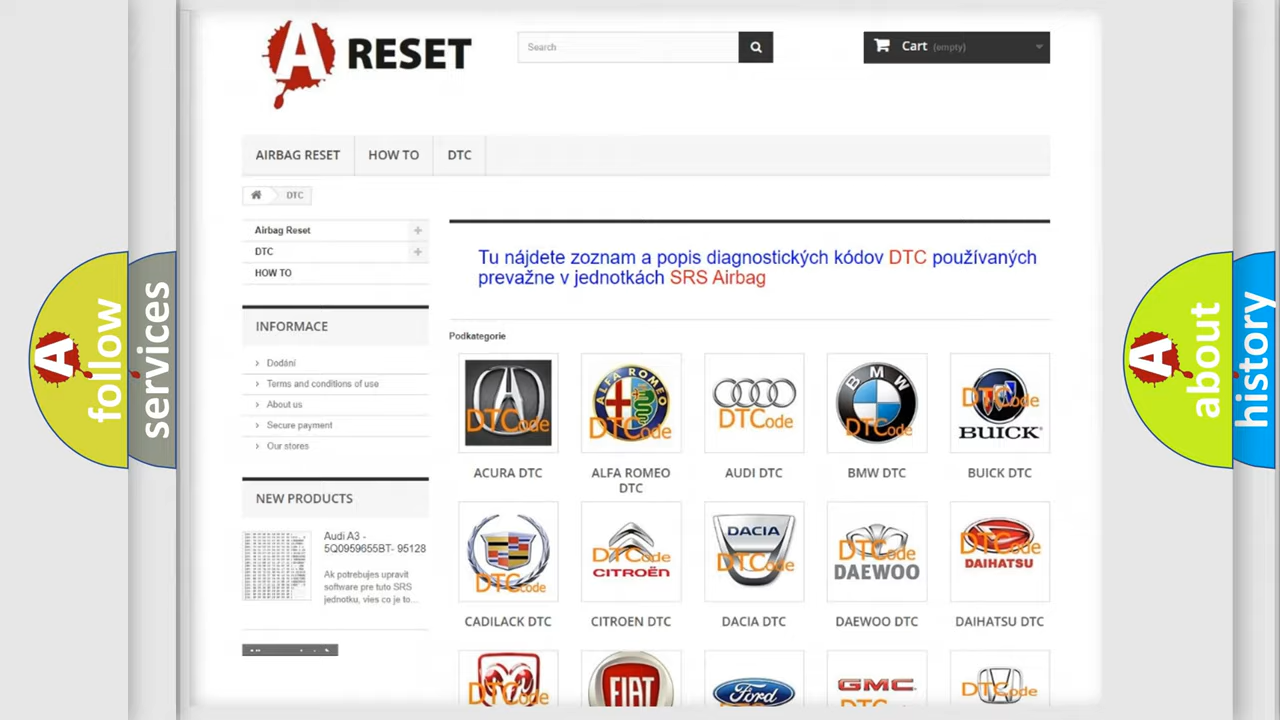 A RESET
Search
Cart (empty)
AIRBAG RESET
HOW TO
DTC
DTC
Airbag Reset
DTC
HOW TO
INFORMACE
Dodání
Terms and conditions of use
About us
Secure payment
Our stores
NEW PRODUCTS
Audi A3 -
5Q0959655BT- 95128
Ak potrebujes upravit
software pre tuto SRS
jednotku, vies co je to...
Tu nájdete zoznam a popis diagnostických kódov DTC používaných
prevažne v jednotkách SRS Airbag
Podkategorie
DTCode
ALFA ROMEO
DTCode
DTCode
BMW
DTCode
DTCode
BUICK
ACURA DTC
ALFA ROMEO
DTC
AUDI DTC
BMW DTC
BUICK DTC
DTCode
DTCode
CITROËN
DACIA
DTCode
DTCode
DAEWOO
DTCode
DAIHATSU
CADILACK DTC
CITROEN DTC
DACIA DTC
DAEWOO DTC
DAIHATSU DTC
DTCode
FIAT
Ford
GMC
DTCode
A follow
services
A about
history